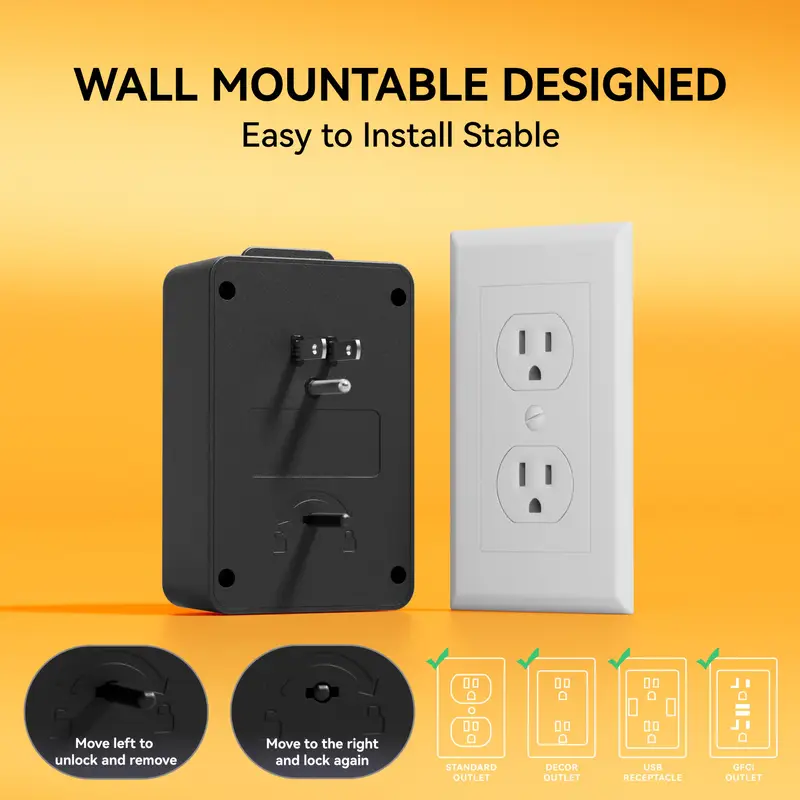 WALL MOUNTABLE DESIGNED
Easy to Install Stable
Move left to
unlock and remove
Move to the right
and lock again
STANDARD
OUTLET
DECOR
OUTLET
USB
RECEPTACLE
GFCI
OUTLET